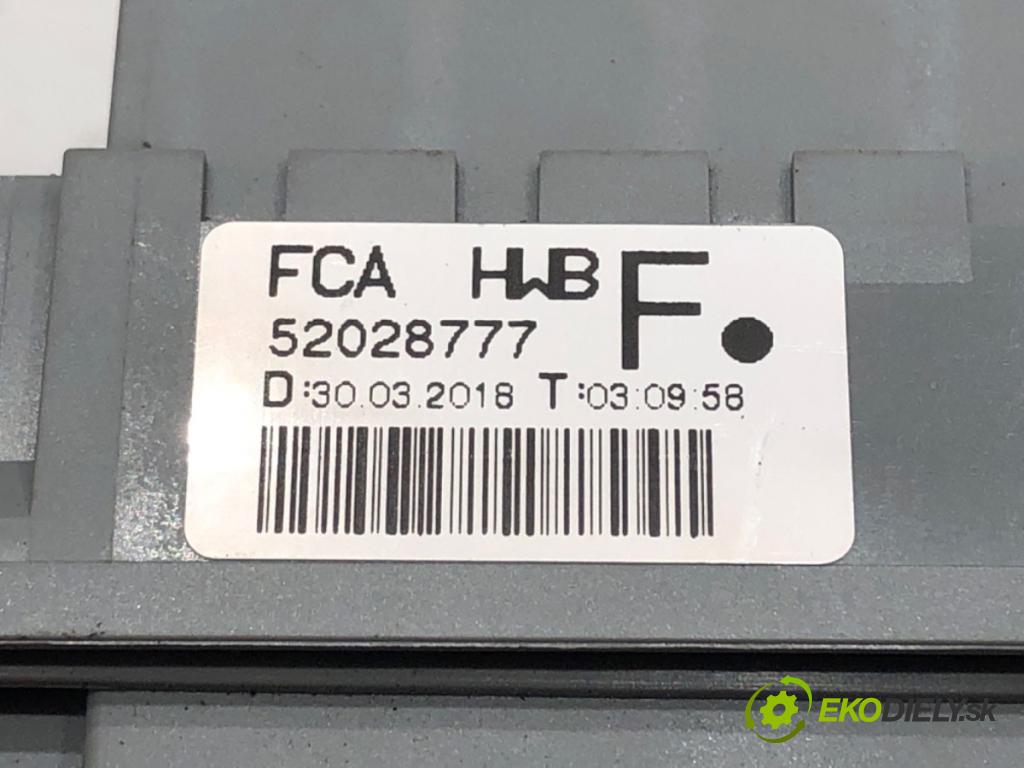 FCA HWB F.
52028777
D:30.03.2018 T:03:09:58
EKODIELY.sk